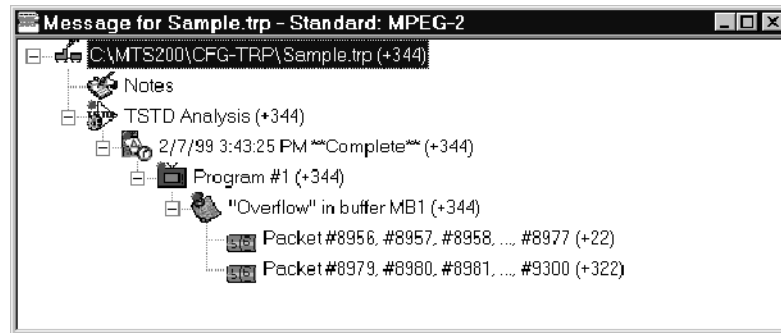 Message for Sample.trp - Standard: MPEG-2
C:\MTS200\CFG-TRP\Sample.trp (+344)
Notes
TSTD Analysis (+344)
2/7/99 3:43:25 PM **Complete** (+344)
Program #1 (+344)
"Overflow" in buffer MB1 (+344)
Packet #8956, #8957, #8958, ..., #8977 (+22)
Packet #8979, #8980, #8981, ..., #9300 (+322)